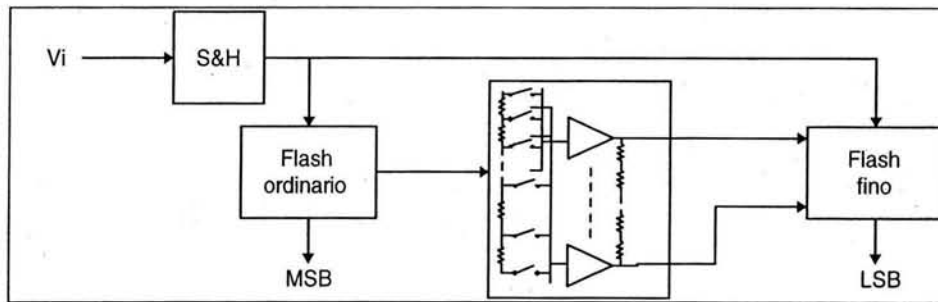 Vi
S&H
Flash
ordinario
Flash
fino
MSB
LSB